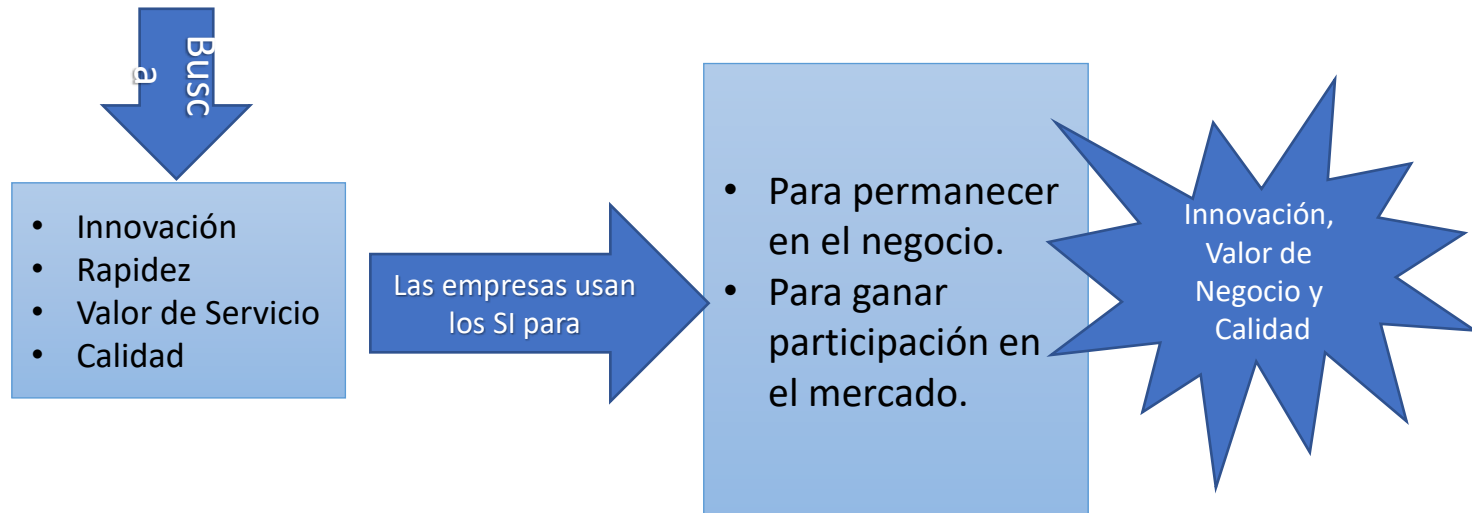 Busc
a
• Innovación
• Rapidez
• Valor de Servicio
• Calidad
Las empresas usan
los SI para
• Para permanecer
en el negocio.
• Para ganar
participación en
el mercado.
Innovación,
Valor de
Negocio y
Calidad